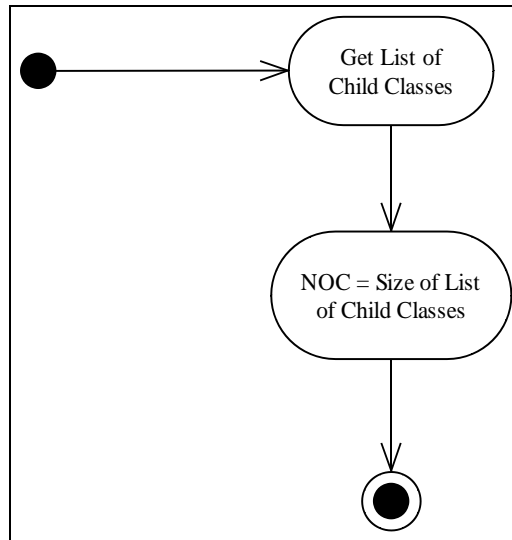 Get List of
Child Classes
NOC = Size of List
of Child Classes